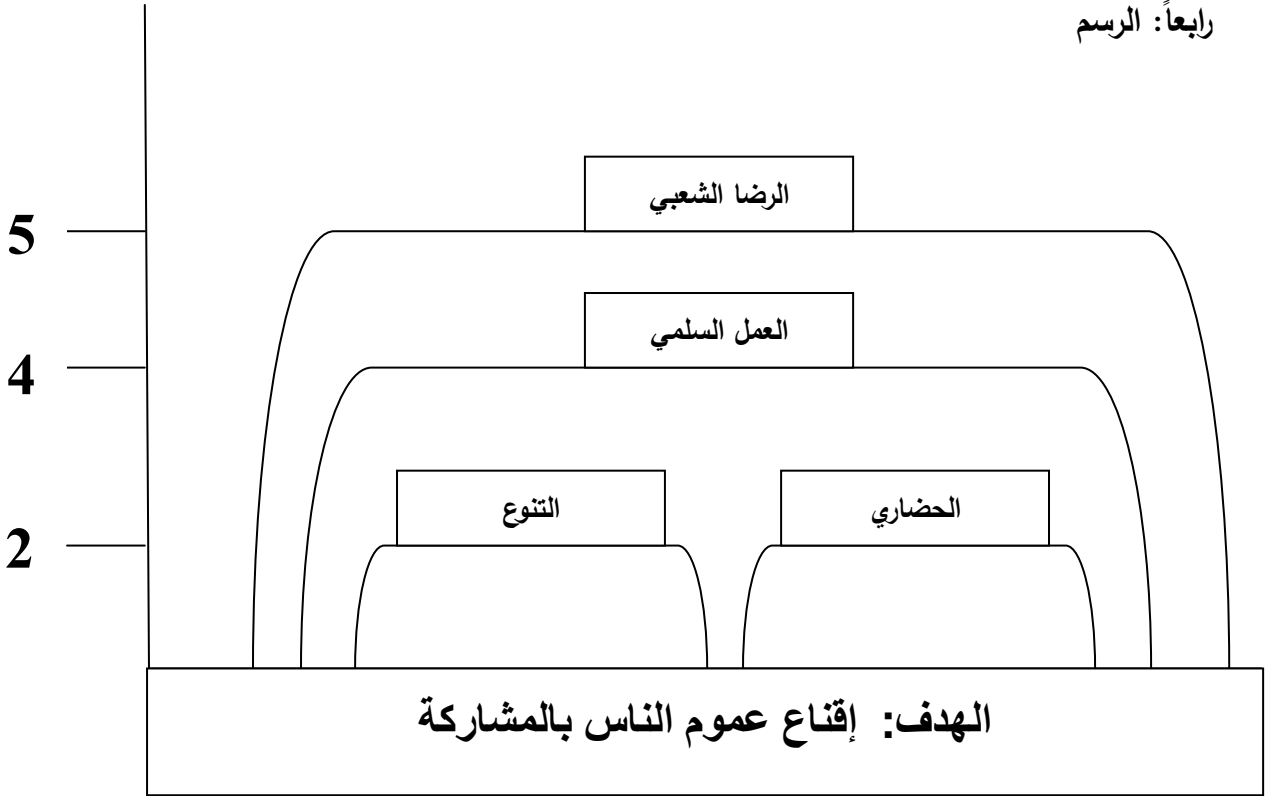 رابعاً: الرسم
الرضا الشعبي
5
العمل السلمي
4
الحضاري
التنوع
2
الهدف: إقناع عموم الناس بالمشاركة